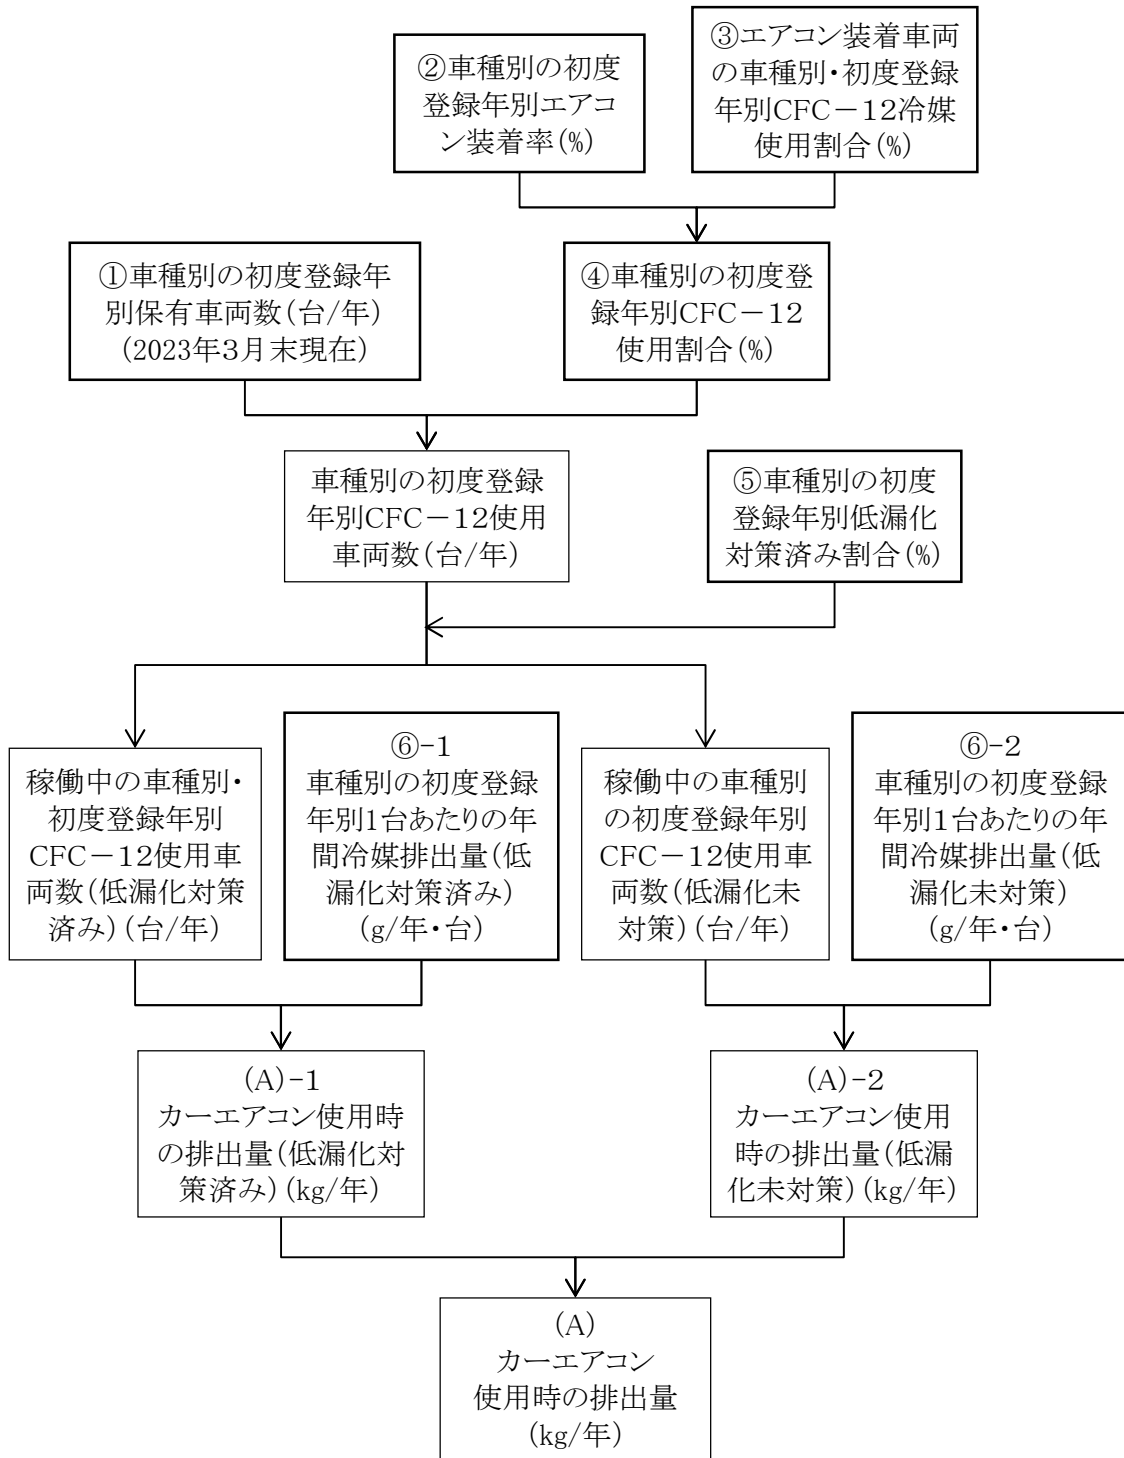 ②車種別の初度
登録年別エアコ
ン装着率(%)
③エアコン装着車両
の車種別・初度登録
年別CFC－12冷媒
使用割合(%)
①車種別の初度登録年
別保有車両数(台/年)
(2023年3月末現在)
④車種別の初度登
録年別CFC－12
使用割合(%)
車種別の初度登録
年別CFC－12使用
車両数(台/年)
⑤車種別の初度
登録年別低漏化
対策済み割合(%)
稼働中の車種別・
初度登録年別
CFC－12使用車
両数(低漏化対策
済み)(台/年)
⑥-1
車種別の初度登録
年別1台あたりの年
間冷媒排出量(低
漏化対策済み)
(g/年・台)
稼働中の車種別
の初度登録年別
CFC－12使用車
両数(低漏化未
対策)(台/年)
⑥-2
車種別の初度登録
年別1台あたりの年
間冷媒排出量(低
漏化未対策)
(g/年・台)
(A)-1
カーエアコン使用時
の排出量(低漏化対
策済み)(kg/年)
(A)-2
カーエアコン使用
時の排出量(低漏
化未対策)(kg/年)
(A)
カーエアコン
使用時の排出量
(kg/年)